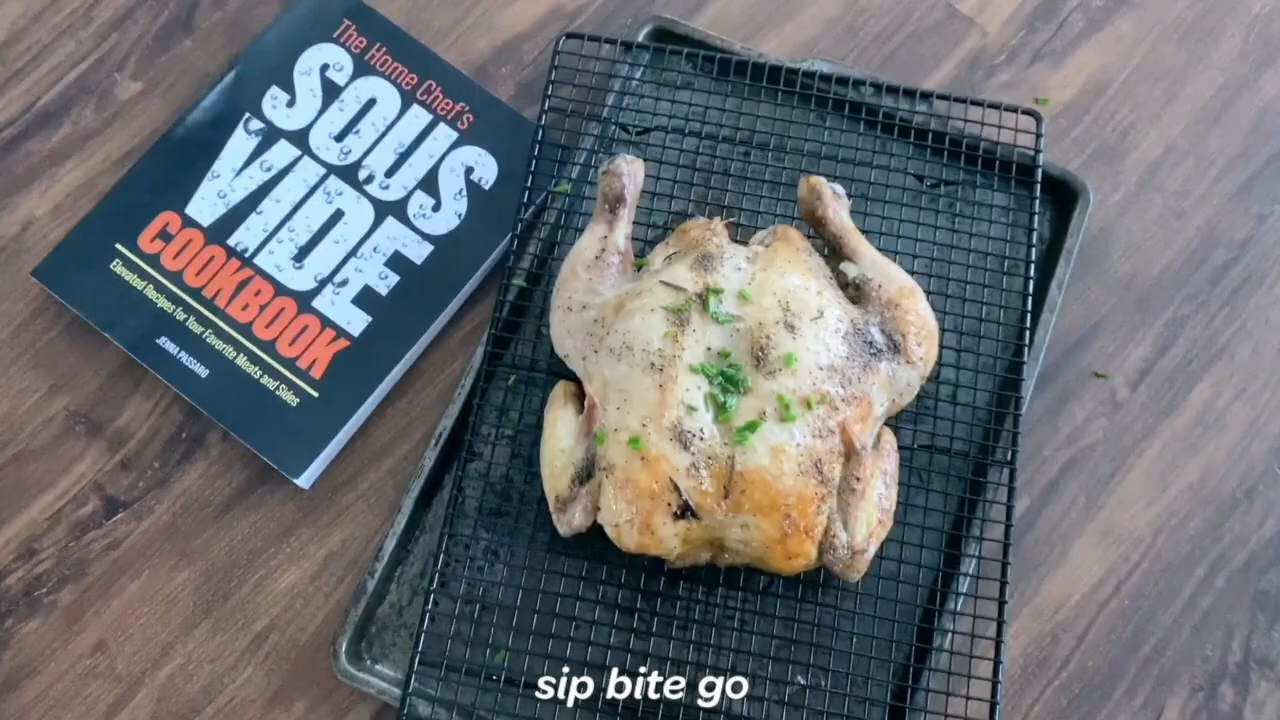 The Home Chef's
SOUS
VIDE
COOKBOOK
Elevated Recipes for Your Favorite Meats and Sides
JENNA PASSARO
sip bite go